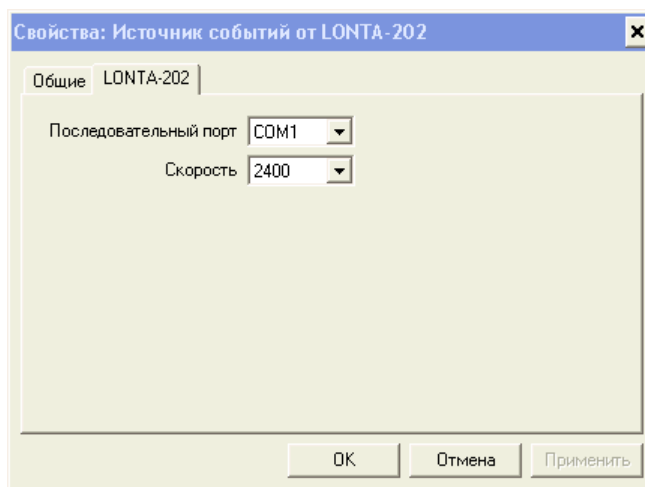 Свойства: Источник событий от LONTA-202
Общие LONTA-202
Последовательный порт COM1
Скорость 2400
OK Отмена Применить